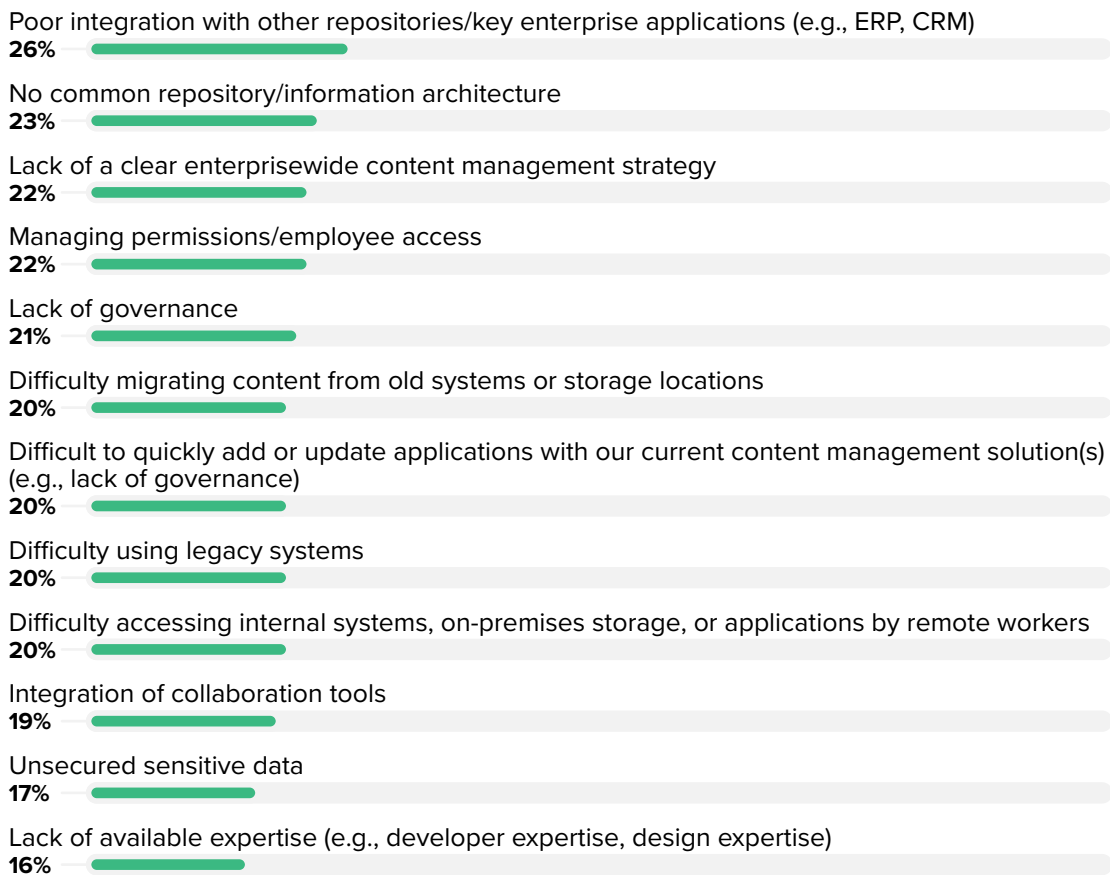 Poor integration with other repositories/key enterprise applications (e.g., ERP, CRM)
26%
No common repository/information architecture
23%
Lack of a clear enterprisewide content management strategy
22%
Managing permissions/employee access
22%
Lack of governance
21%
Difficulty migrating content from old systems or storage locations
20%
Difficult to quickly add or update applications with our current content management solution(s)
(e.g., lack of governance)
20%
Difficulty using legacy systems
20%
Difficulty accessing internal systems, on-premises storage, or applications by remote workers
20%
Integration of collaboration tools
19%
Unsecured sensitive data
17%
Lack of available expertise (e.g., developer expertise, design expertise)
16%